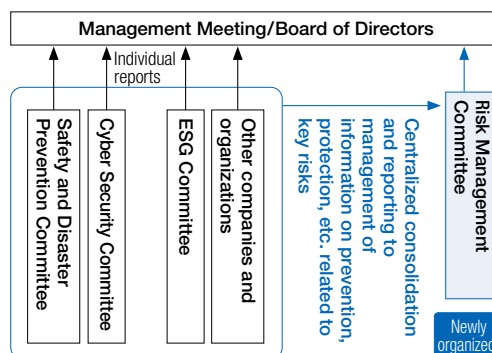 Management Meeting/Board of Directors
Individual
reports
Safety and Disaster
Prevention Committee
Cyber Security Committee
ESG Committee
Other companies and
organizations
Centralized consolidation
and reporting to
management of
information on prevention,
protection, etc. related to
key risks
Risk Management
Committee
Newly
organized